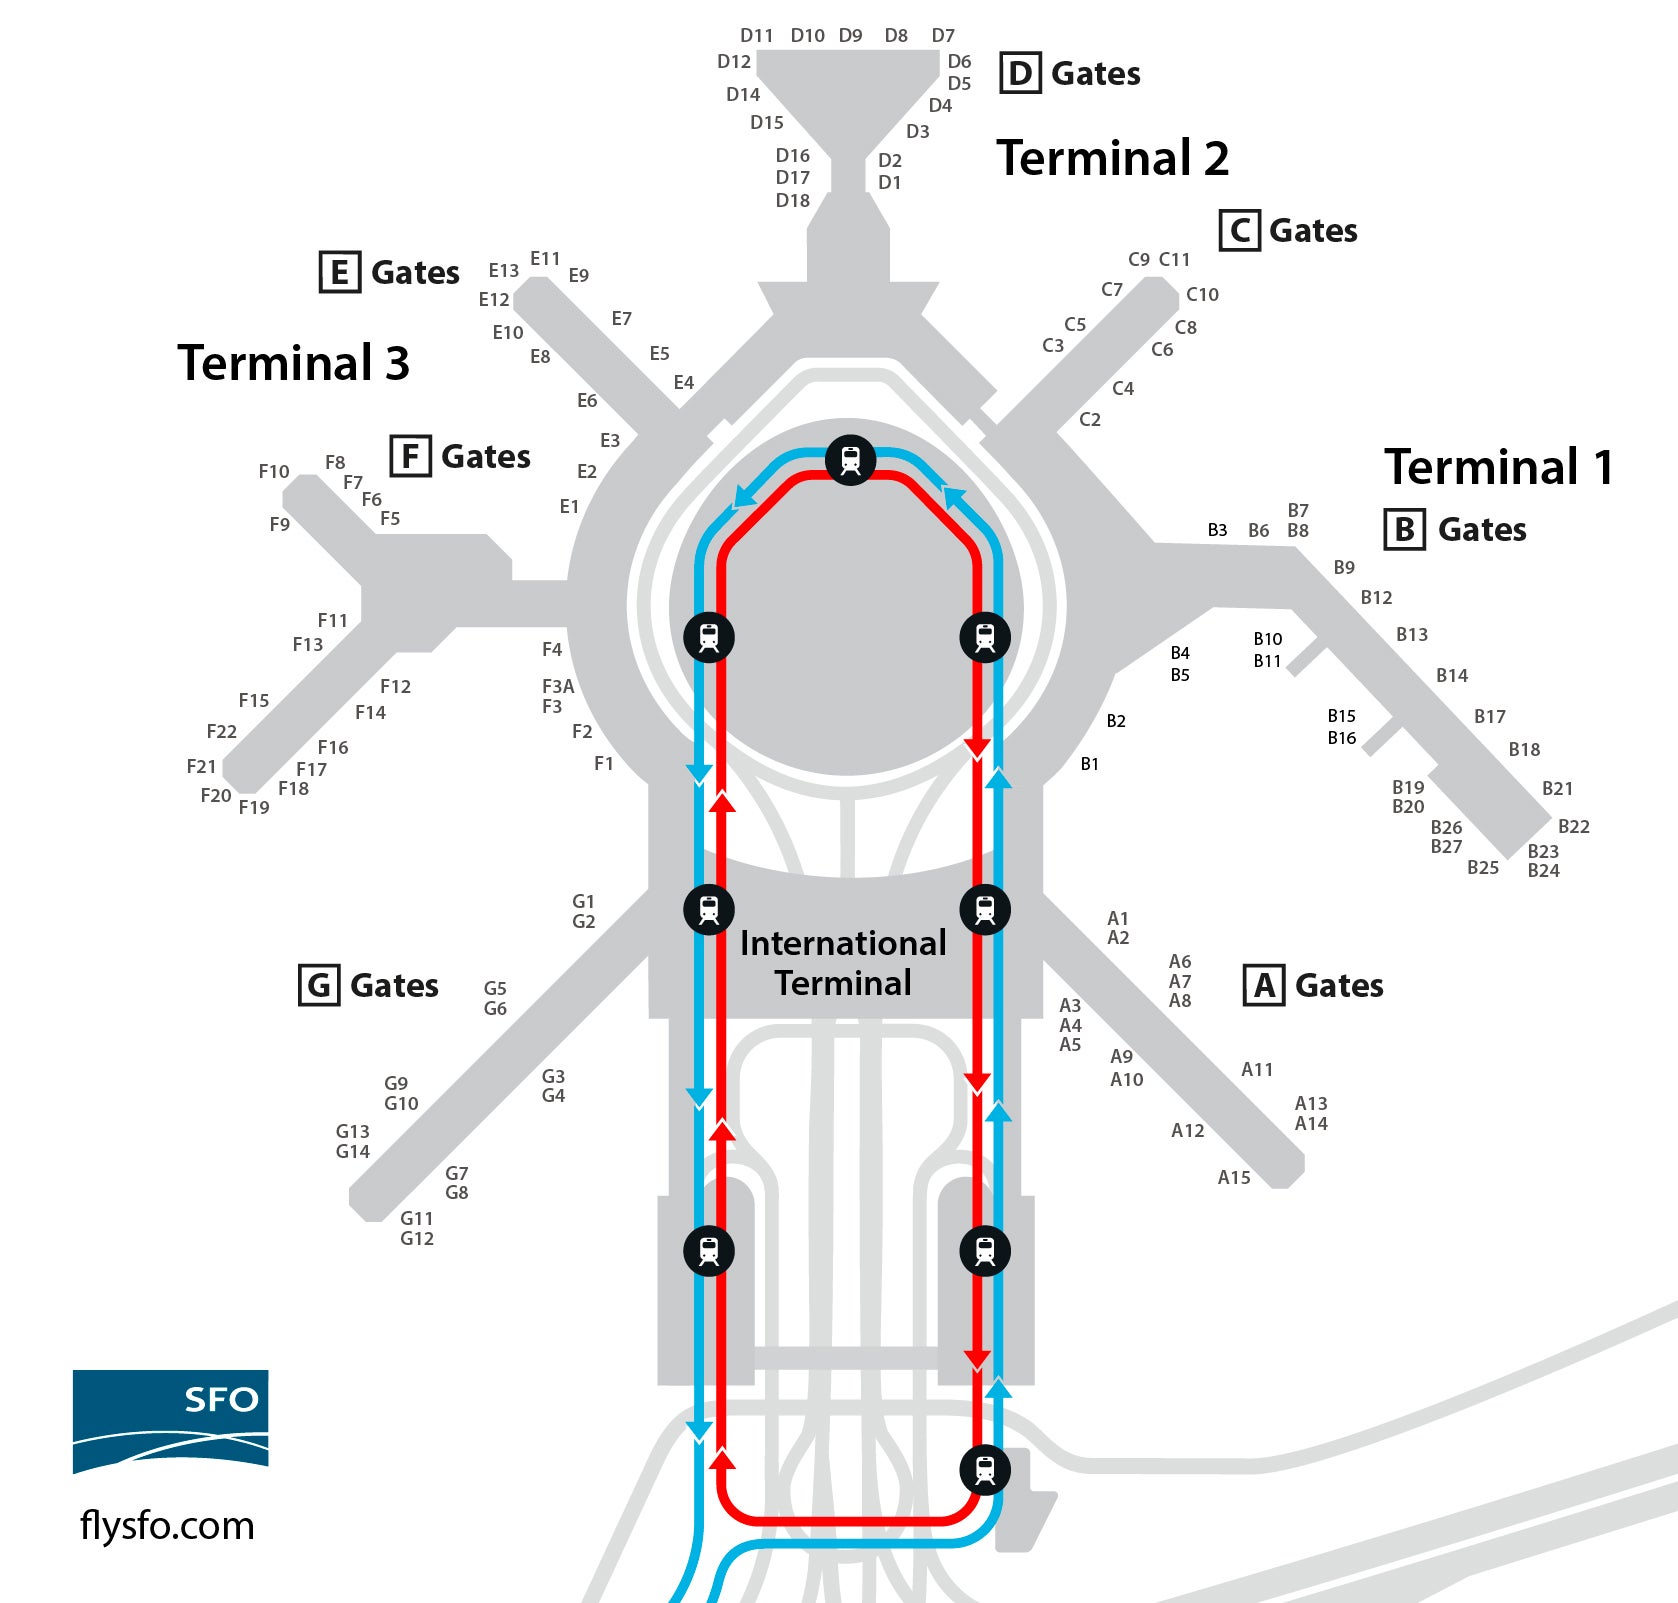 D11 D10 D9 D8 D7
D12
D6
D5
D14
D4
D15
D3
D16
D17
D18
D2
D1
D Gates
Terminal 2
C Gates
C9 C11
C7
C10
C5
C8
C3
C6
C4
C2
E Gates
E13
E11
E9
E12
E10
E7
E8
E5
E4
E6
E3
E2
E1
Terminal 3
F Gates
F10
F8
F7
F6
F5
F9
F11
F13
F4
F12
F3A
F3
F15
F14
F22
F2
F16
F1
F21
F17
F18
F20
F19
Terminal 1
B Gates
B3
B6
B7
B8
B9
B12
B13
B10
B11
B4
B5
B14
B15
B16
B17
B2
B18
B1
B19
B20
B21
B26
B27
B22
B25
B23
B24
International
Terminal
G1
G2
G Gates
G5
G6
G3
G4
G9
G10
G13
G14
G7
G8
G11
G12
A1
A2
A6
A7
A8
A Gates
A3
A4
A5
A9
A10
A11
A13
A14
A12
A15
SFO
flysfo.com